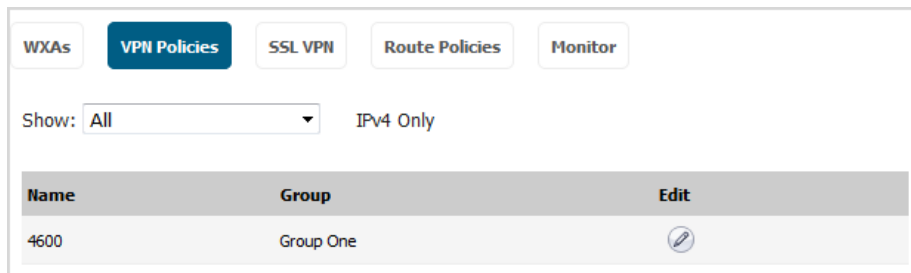 WXAs VPN Policies SSL VPN Route Policies Monitor
Show: All IPv4 Only
Name Group Edit
4600 Group One